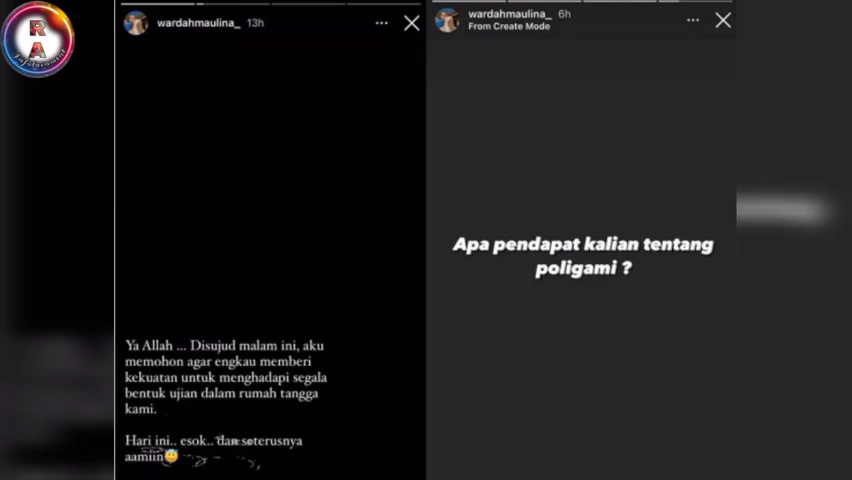 RA
Infotainment
wardahmaulina_ 13h
Ya Allah ... Disujud malam ini, aku
memohon agar engkau memberi
kekuatan untuk menghadapi segala
bentuk ujian dalam rumah tangga
kami.
Hari ini.. esok.. dan seterusnya
aamiin😇
wardahmaulina_ 6h
From Create Mode
Apa pendapat kalian tentang
poligami ?